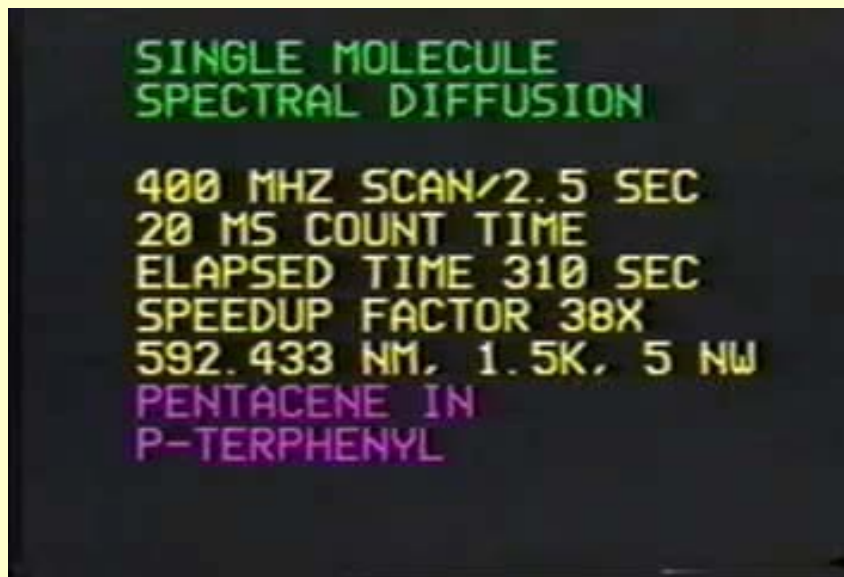 SINGLE MOLECULE
SPECTRAL DIFFUSION
400 MHZ SCAN/2.5 SEC
20 MS COUNT TIME
ELAPSED TIME 310 SEC
SPEEDUP FACTOR 38X
592.433 NM, 1.5K, 5 NW
PENTACENE IN
P-TERPHENYL